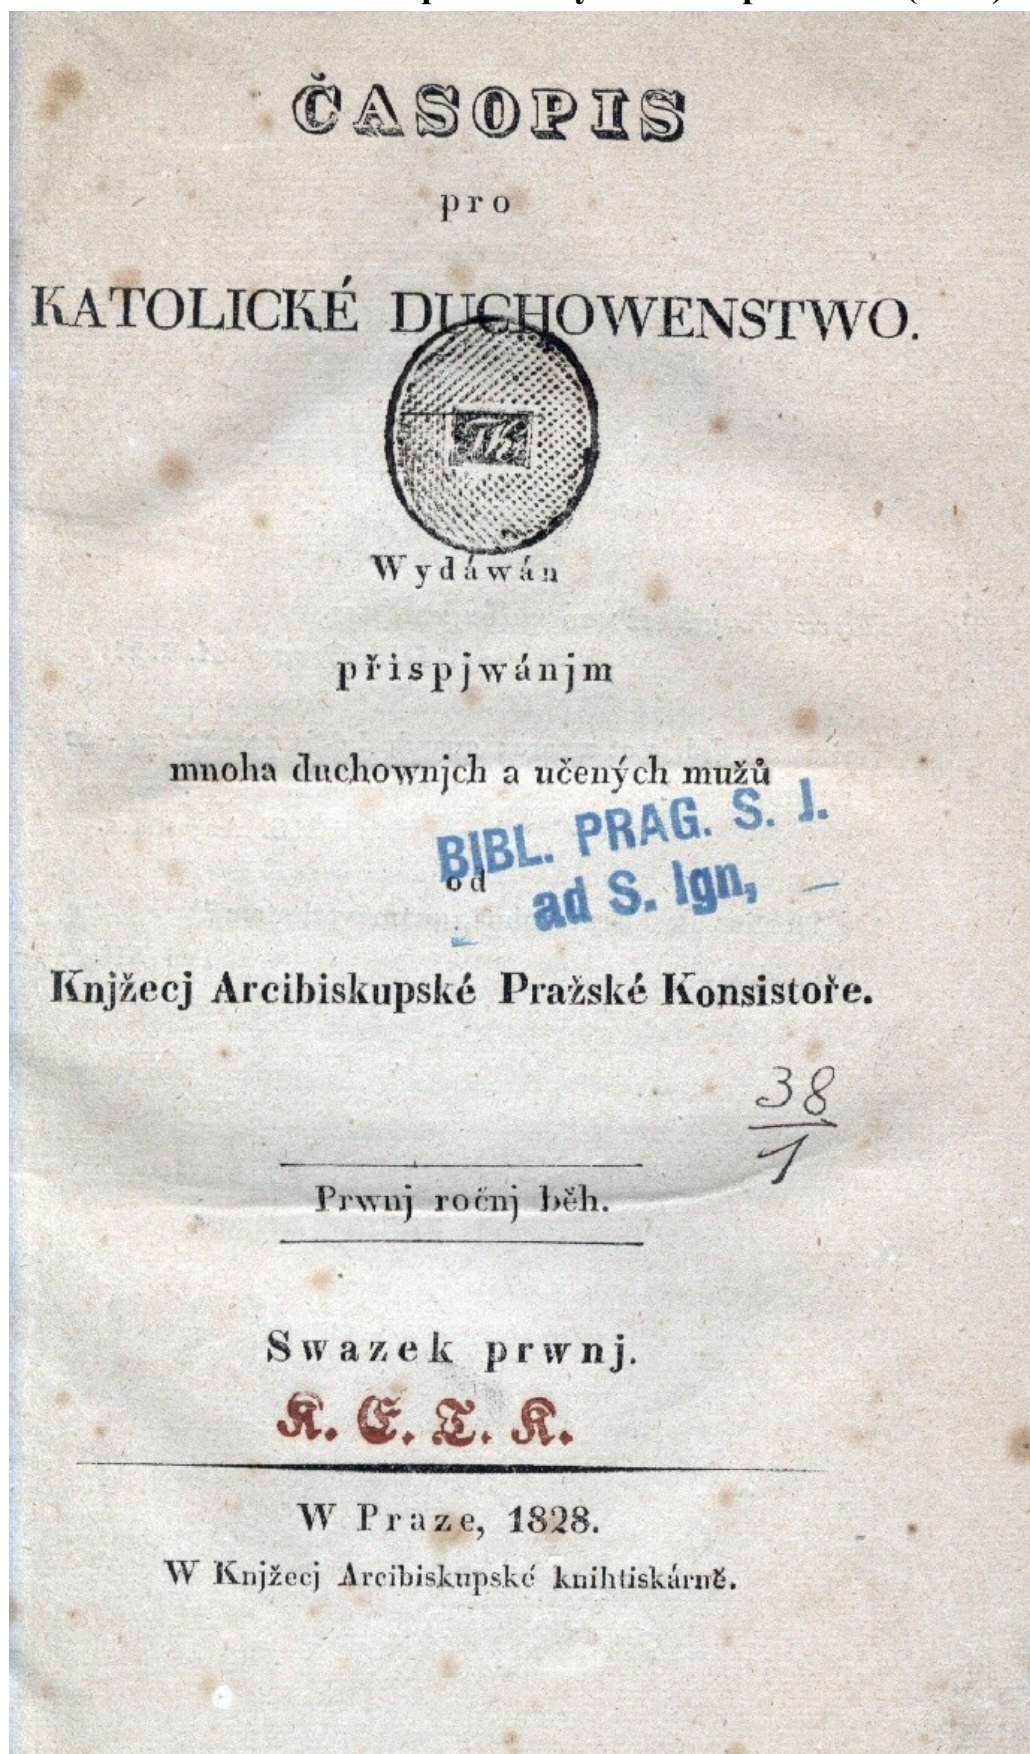 ČASOPIS
pro
KATOLICKÉ DUCHOWENSTWO.
Th.
Wydáwán
přispjwánjm
mnoha duchownjch a učených mužů
BIBL. PRAG. S. J.
od
ad S. Ign,
Knjžecj Arcibiskupské Pražské Konsistoře.
38
1
Prwnj ročnj běh.
Swazek prwnj.
K. E. T. K.
W Praze, 1828.
W Knjžecj Arcibiskupské knihtiskárně.